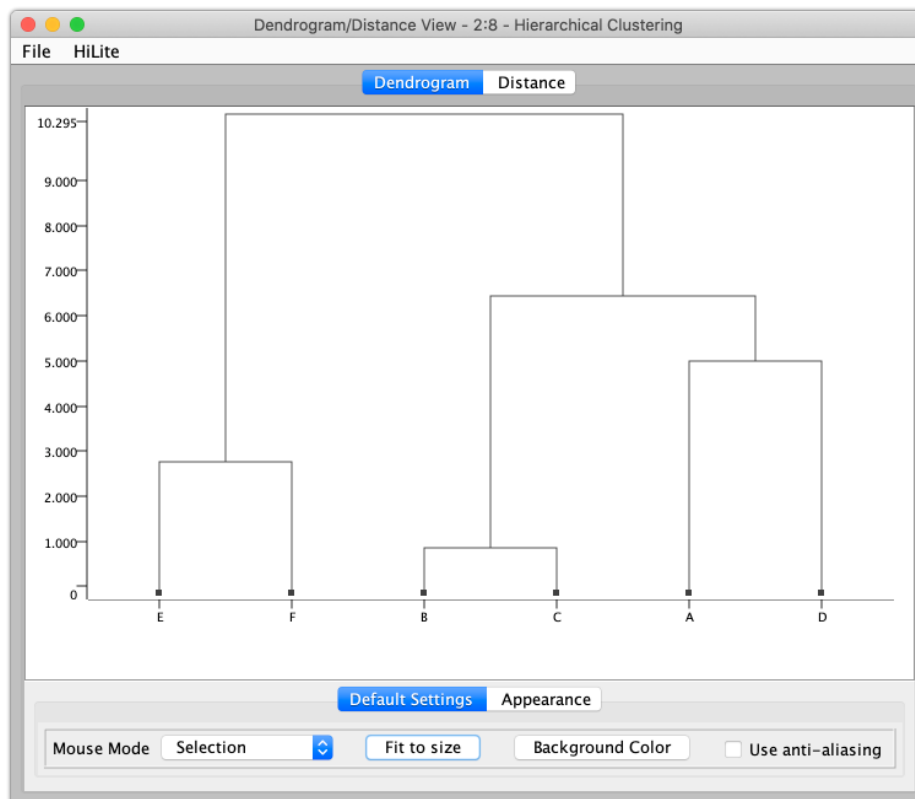 Dendrogram/Distance View - 2:8 - Hierarchical Clustering
File HiLite
Dendrogram Distance
10.295
9.000
8.000
7.000
6.000
5.000
4.000
3.000
2.000
1.000
0
E F B C A D
Default Settings Appearance
Mouse Mode Selection Fit to size Background Color Use anti-aliasing